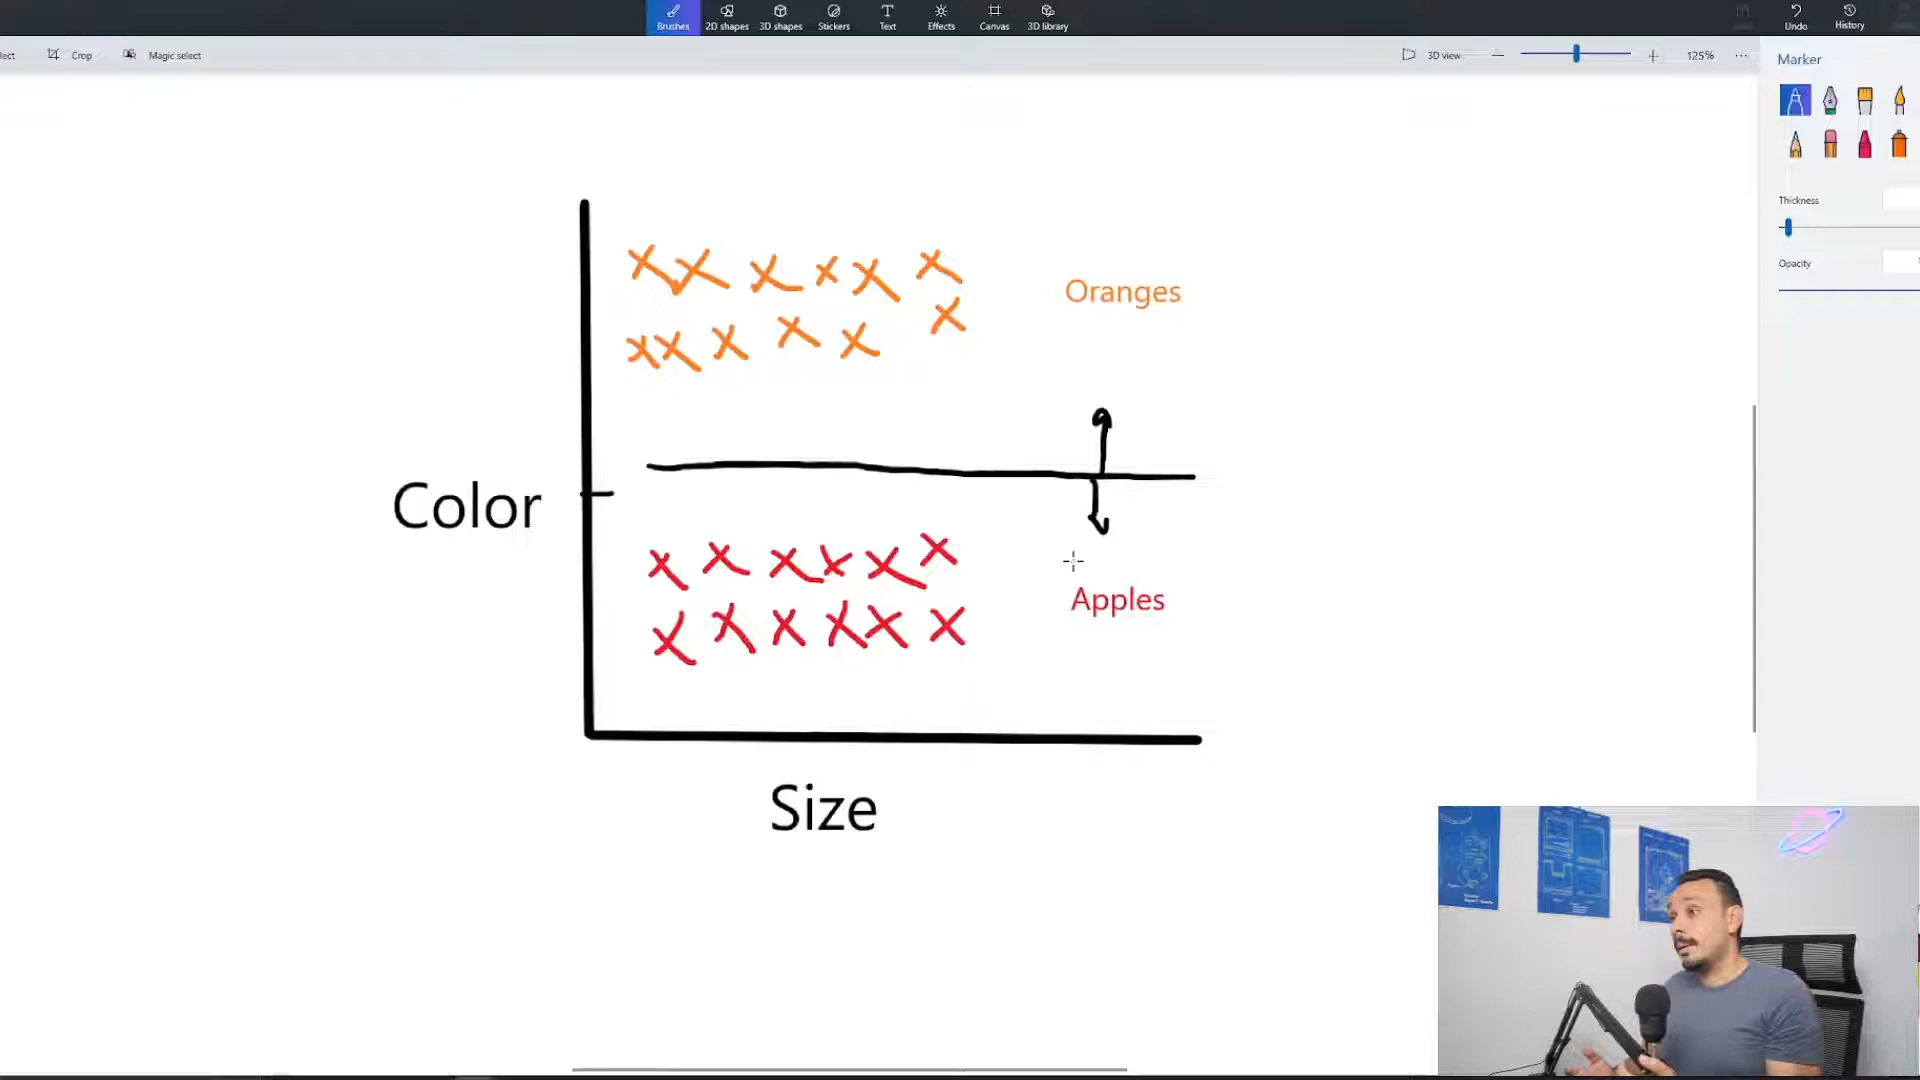 Brushes 2D shapes 3D shapes Stickers Text Effects Canvas 3D library Undo History
Crop Magic select 3D view 125%
Marker
Thickness
Opacity
Oranges
Color
Apples
Size